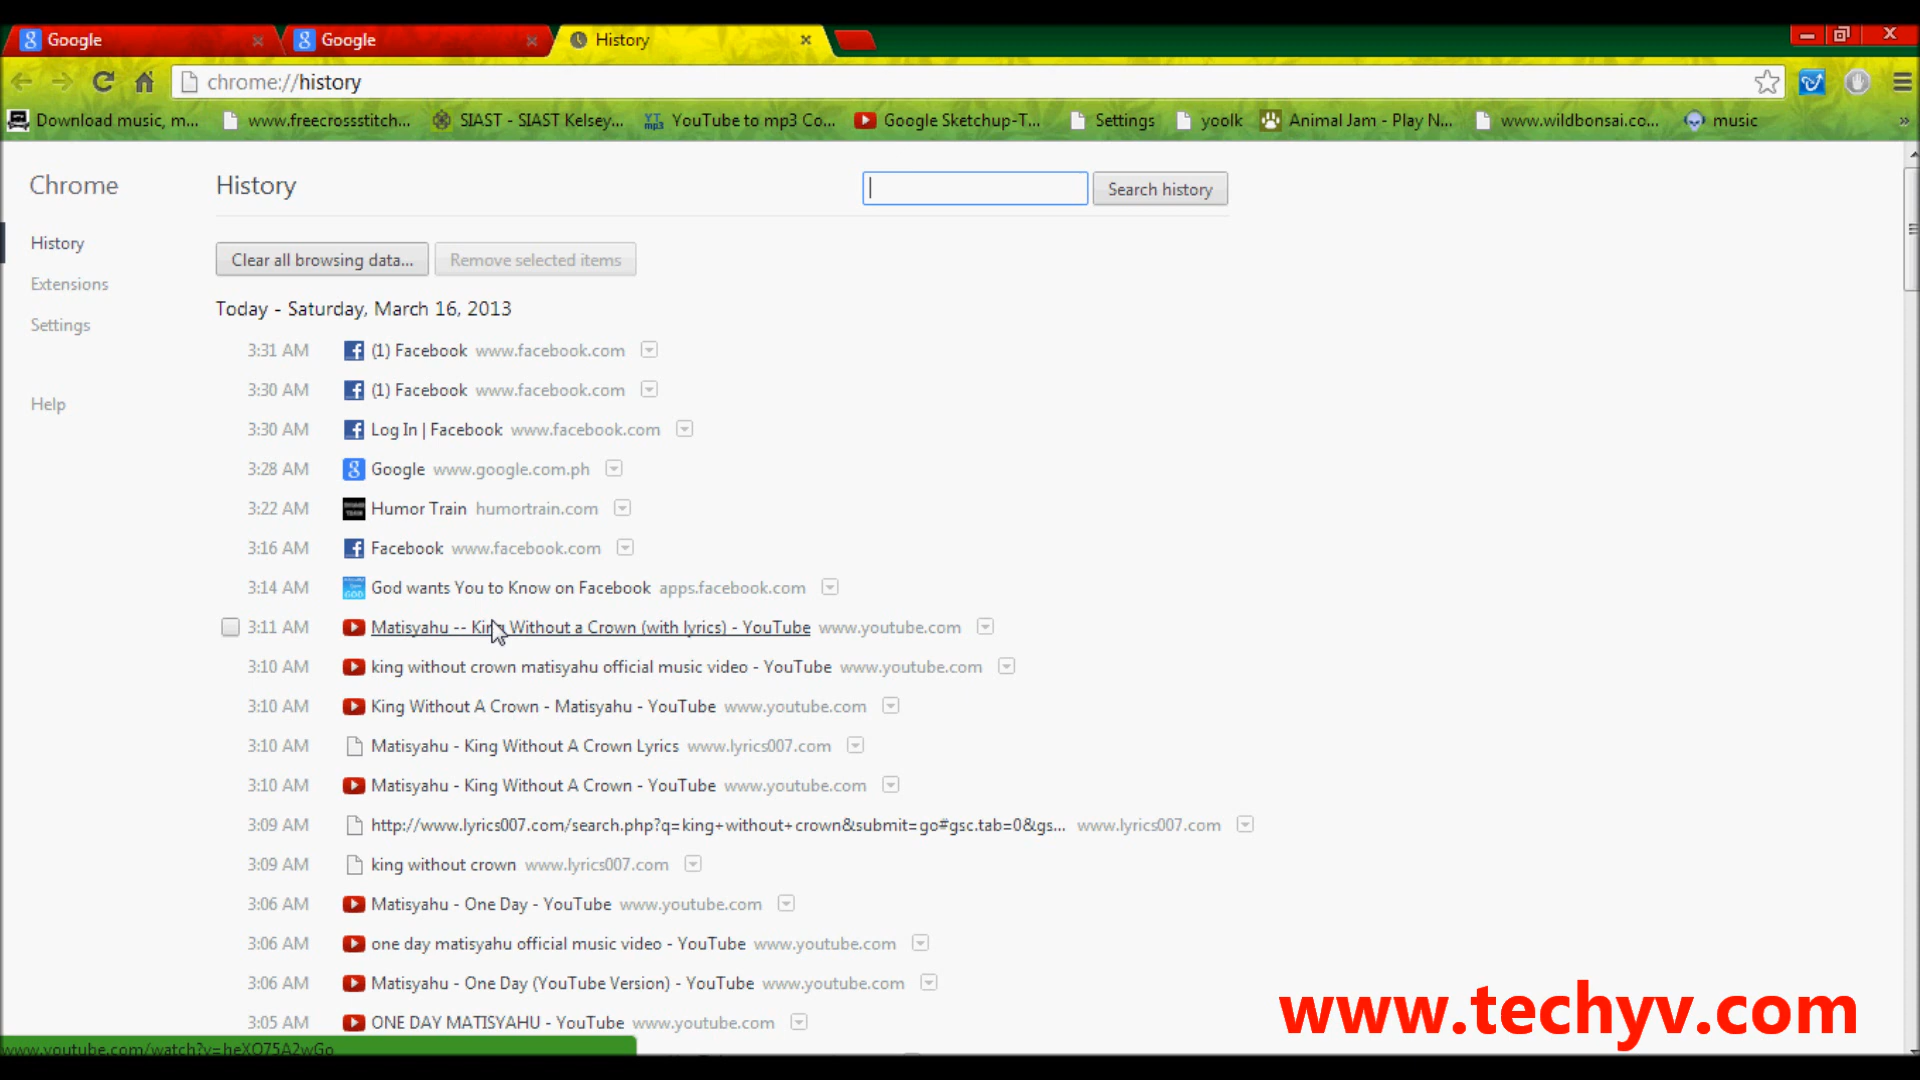 Google
Google
History
chrome://history
Download music, m...
www.freecrossstitch...
SIAST - SIAST Kelsey...
YouTube to mp3 Co...
Google Sketchup-T...
Settings
yoolk
Animal Jam - Play N...
www.wildbonsai.co...
music
Chrome
History
Search history
History
Extensions
Settings
Help
Clear all browsing data...
Remove selected items
Today - Saturday, March 16, 2013
3:31 AM (1) Facebook www.facebook.com
3:30 AM (1) Facebook www.facebook.com
3:30 AM Log In | Facebook www.facebook.com
3:28 AM Google www.google.com.ph
3:22 AM Humor Train humortrain.com
3:16 AM Facebook www.facebook.com
3:14 AM God wants You to Know on Facebook apps.facebook.com
3:11 AM Matisyahu -- King Without a Crown (with lyrics) - YouTube www.youtube.com
3:10 AM king without crown matisyahu official music video - YouTube www.youtube.com
3:10 AM King Without A Crown - Matisyahu - YouTube www.youtube.com
3:10 AM Matisyahu - King Without A Crown Lyrics www.lyrics007.com
3:10 AM Matisyahu - King Without A Crown - YouTube www.youtube.com
3:09 AM http://www.lyrics007.com/search.php?q=king+without+crown&submit=go#gsc.tab=0&gs... www.lyrics007.com
3:09 AM king without crown www.lyrics007.com
3:06 AM Matisyahu - One Day - YouTube www.youtube.com
3:06 AM one day matisyahu official music video - YouTube www.youtube.com
3:06 AM Matisyahu - One Day (YouTube Version) - YouTube www.youtube.com
3:05 AM ONE DAY MATISYAHU - YouTube www.youtube.com
www.youtube.com/watch?v=heXO75A2wGo
www.techyv.com